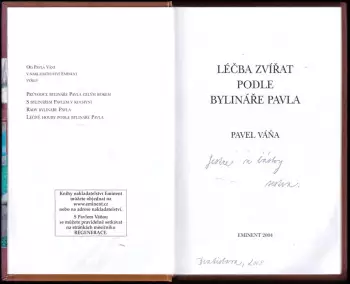 OD PAVLA VÁNI
V NAKLADATELSTVÍ EMINENT
VYŠLO
PRŮVODCE BYLINÁŘE PAVLA CELÝM ROKEM
S BYLINÁŘEM PAVLEM V KUCHYNI
RADY BYLINÁŘE PAVLA
LÉČIVÉ HOUBY PODLE BYLINÁŘE PAVLA
Knihy nakladatelství Eminent
můžete objednat na
www.eminent.cz
nebo na adrese nakladatelství.
S Pavlem Váňou
se můžete pravidelně setkávat
na stránkách měsíčníku
REGENERACE.
LÉČBA ZVÍŘAT
PODLE
BYLINÁŘE PAVLA
PAVEL VÁŇA
EMINENT 2004